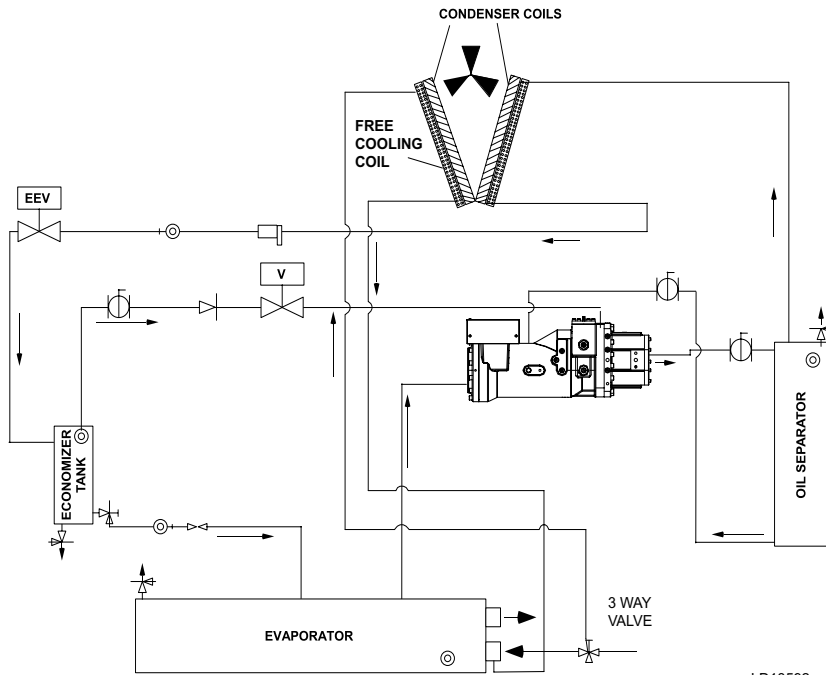 CONDENSER COILS
FREE
COOLING
COIL
EEV
V
ECONOMIZER
TANK
OIL SEPARATOR
3 WAY
VALVE
EVAPORATOR